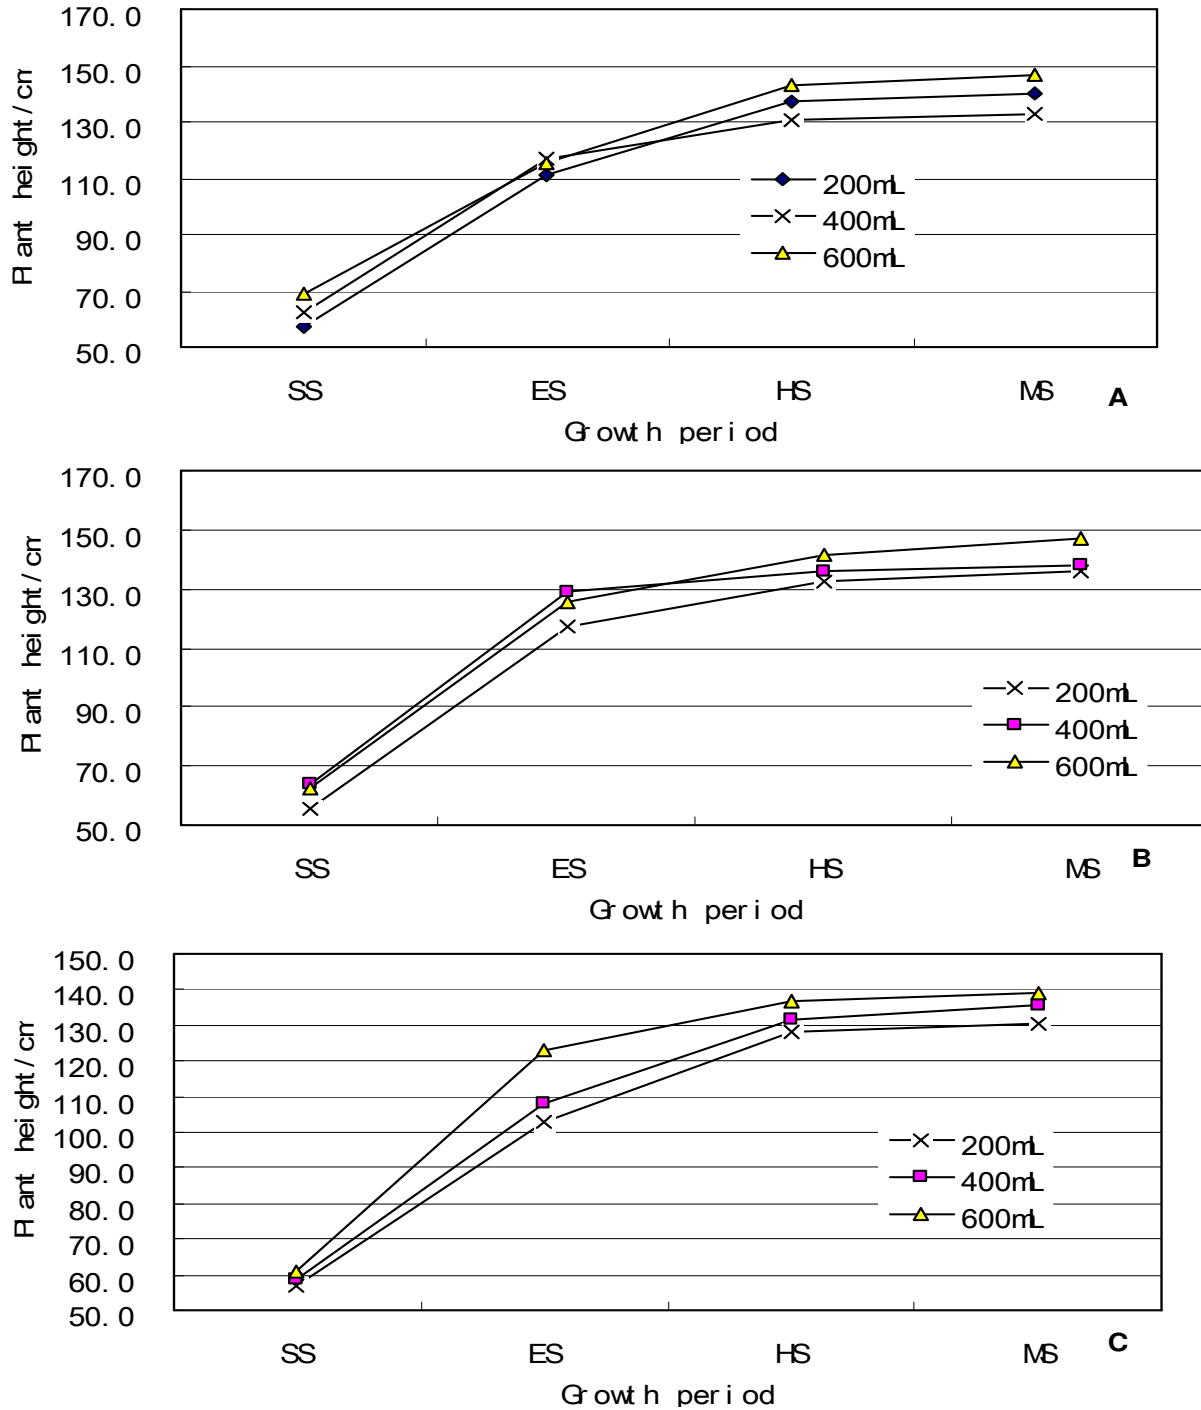 170.0
150.0
130.0
110.0
90.0
70.0
50.0
Plant height/cm
200mL
400mL
600mL
SS ES HS MS
A
Growth period
170.0
150.0
130.0
110.0
90.0
70.0
50.0
Plant height/cm
200mL
400mL
600mL
SS ES HS MS
B
Growth period
150.0
140.0
130.0
120.0
110.0
100.0
90.0
80.0
70.0
60.0
50.0
Plant height/cm
200mL
400mL
600mL
SS ES HS MS
C
Growth period